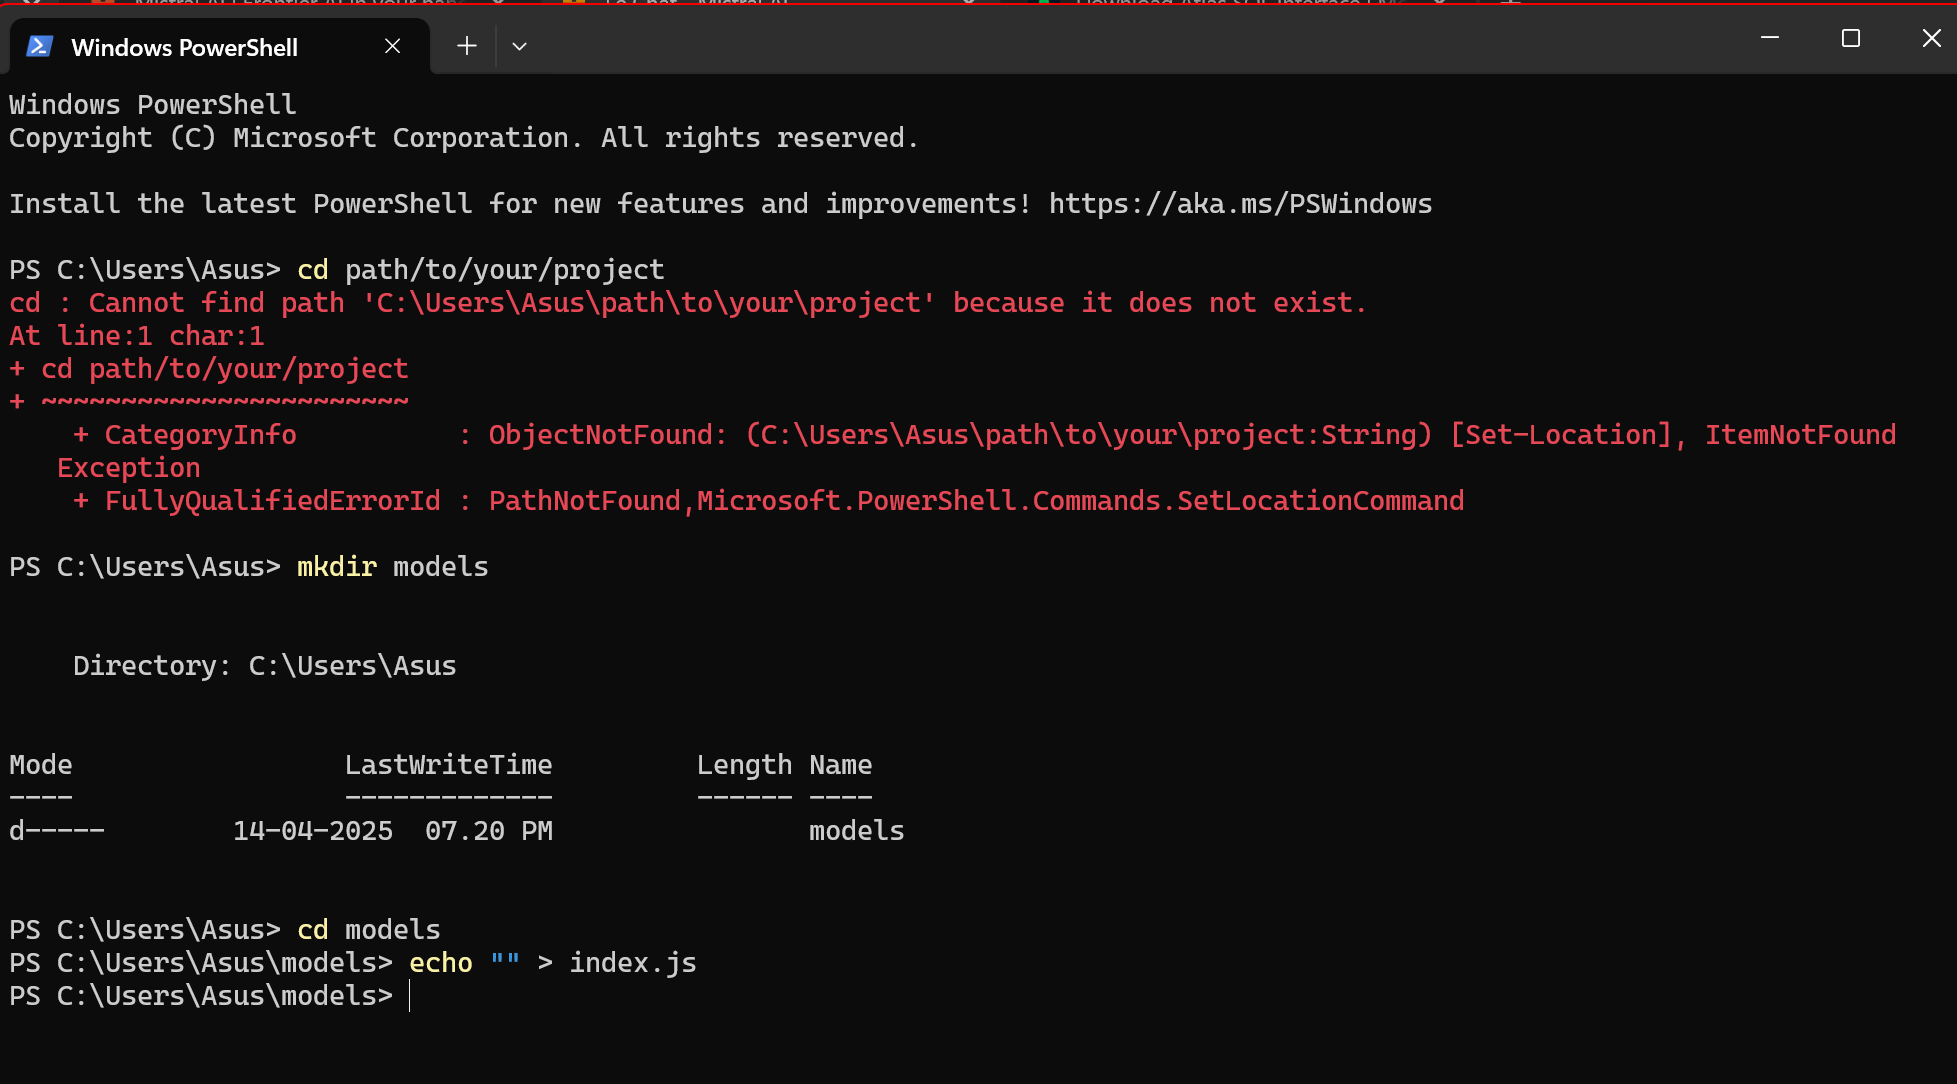 Windows PowerShell
Windows PowerShell
Copyright (C) Microsoft Corporation. All rights reserved.
Install the latest PowerShell for new features and improvements! https://aka.ms/PSWindows
PS C:\Users\Asus> cd path/to/your/project
cd : Cannot find path 'C:\Users\Asus\path\to\your\project' because it does not exist.
At line:1 char:1
+ cd path/to/your/project
+ ~~~~~~~~~~~~~~~~~~~~~~~
    + CategoryInfo          : ObjectNotFound: (C:\Users\Asus\path\to\your\project:String) [Set-Location], ItemNotFound
   Exception
    + FullyQualifiedErrorId : PathNotFound,Microsoft.PowerShell.Commands.SetLocationCommand
PS C:\Users\Asus> mkdir models
    Directory: C:\Users\Asus
Mode                 LastWriteTime         Length Name
----                 -------------         ------ ----
d-----        14-04-2025  07.20 PM                models
PS C:\Users\Asus> cd models
PS C:\Users\Asus\models> echo "" > index.js
PS C:\Users\Asus\models>